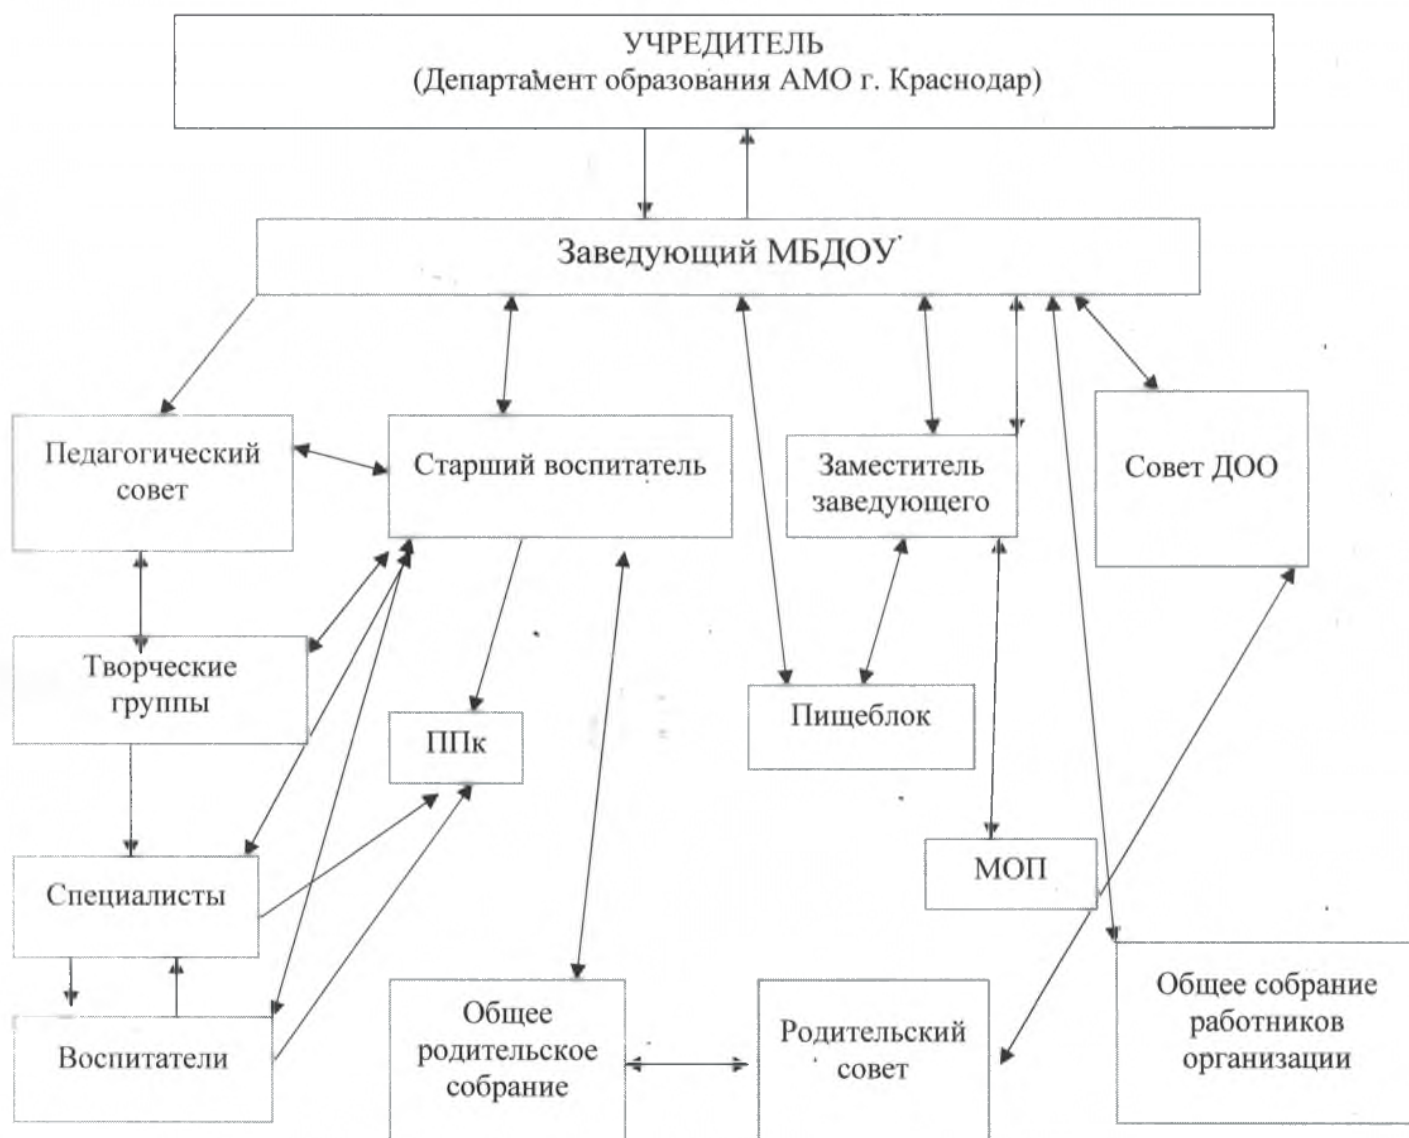 УЧРЕДИТЕЛЬ
(Департамент образования АМО г. Краснодар)
Заведующий МБДОУ
Педагогический
совет
Старший воспитатель
Заместитель
заведующего
Совет ДОО
Творческие
группы
ППк
Пищеблок
Специалисты
МОП
Воспитатели
Общее
родительское
собрание
Родительский
совет
Общее собрание
работников
организации